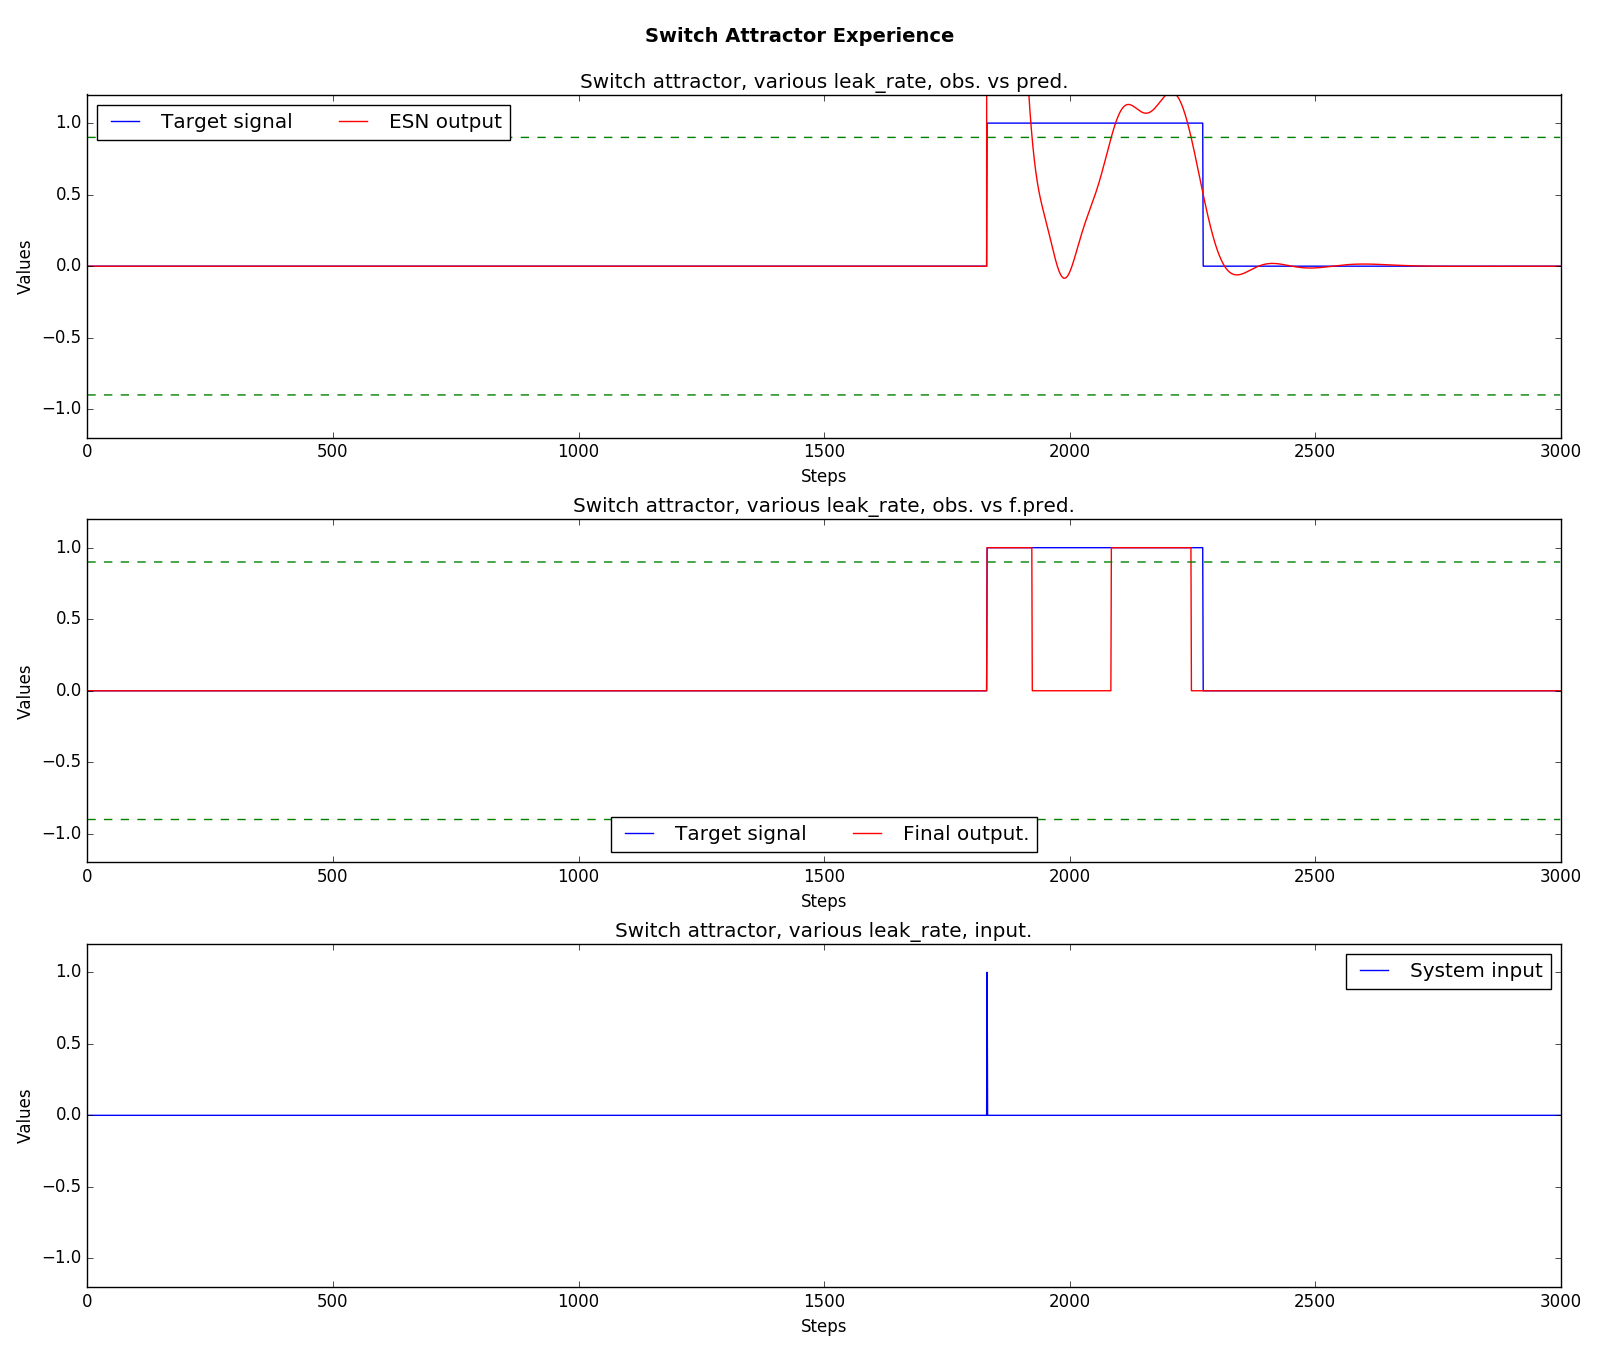 Switch Attractor Experience
Switch attractor, various leak_rate, obs. vs pred.
Target signal ESN output
1.0
0.5
0.0
−0.5
−1.0
Values
0 500 1000 1500 2000 2500 3000
Steps
Switch attractor, various leak_rate, obs. vs f.pred.
1.0
0.5
0.0
−0.5
−1.0
Values
Target signal Final output.
0 500 1000 1500 2000 2500 3000
Steps
Switch attractor, various leak_rate, input.
System input
1.0
0.5
0.0
−0.5
−1.0
Values
0 500 1000 1500 2000 2500 3000
Steps